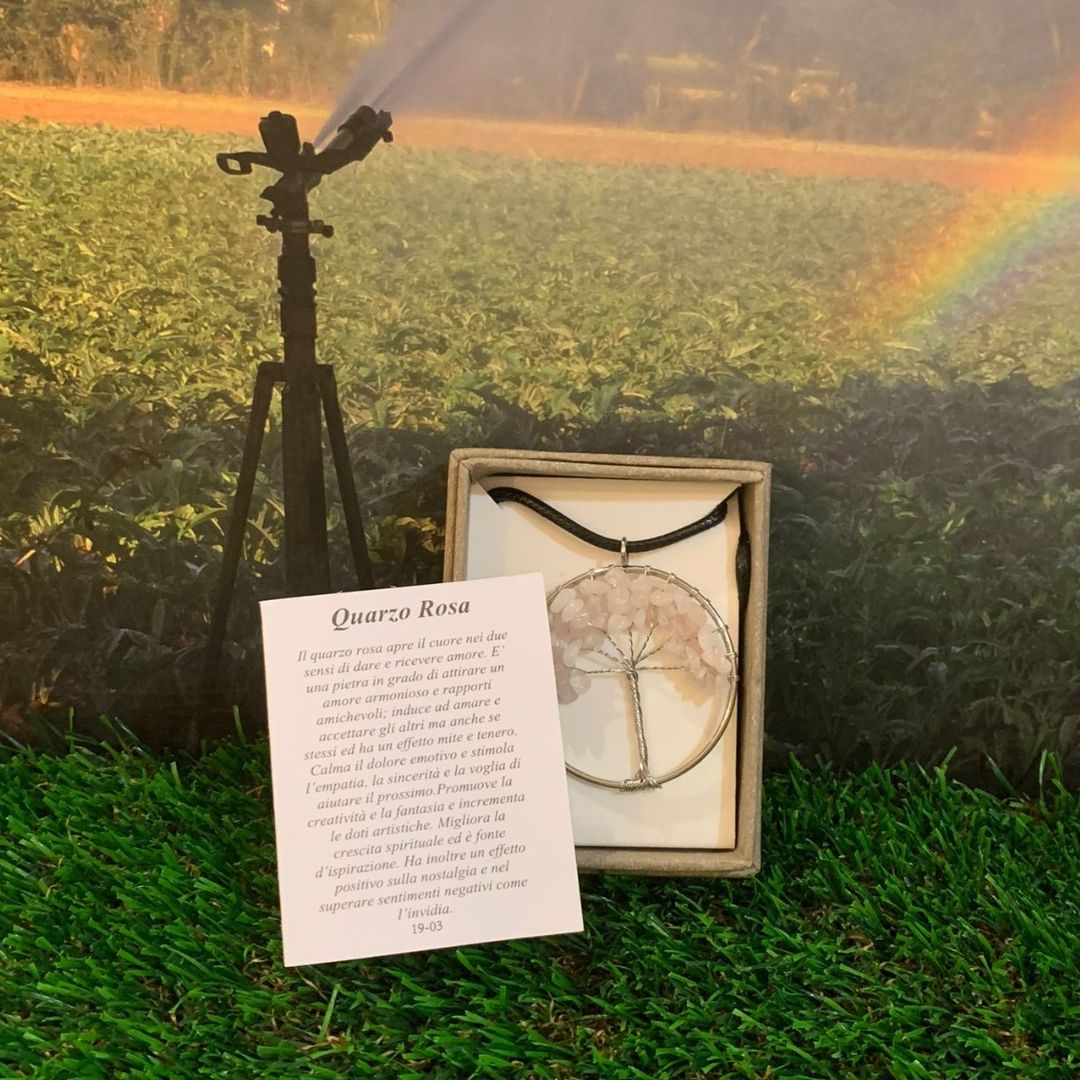 Quarzo Rosa
Il quarzo rosa apre il cuore nei due
sensi di dare e ricevere amore. E'
una pietra in grado di attirare un
amore armonioso e rapporti
amichevoli; induce ad amare e
accettare gli altri ma anche se
stessi ed ha un effetto mite e tenero.
Calma il dolore emotivo e stimola
l'empatia, la sincerità e la voglia di
aiutare il prossimo.Promuove la
creatività e la fantasia e incrementa
le doti artistiche. Migliora la
crescita spirituale ed è fonte
d'ispirazione. Ha inoltre un effetto
positivo sulla nostalgia e nel
superare sentimenti negativi come
l'invidia.
19-03